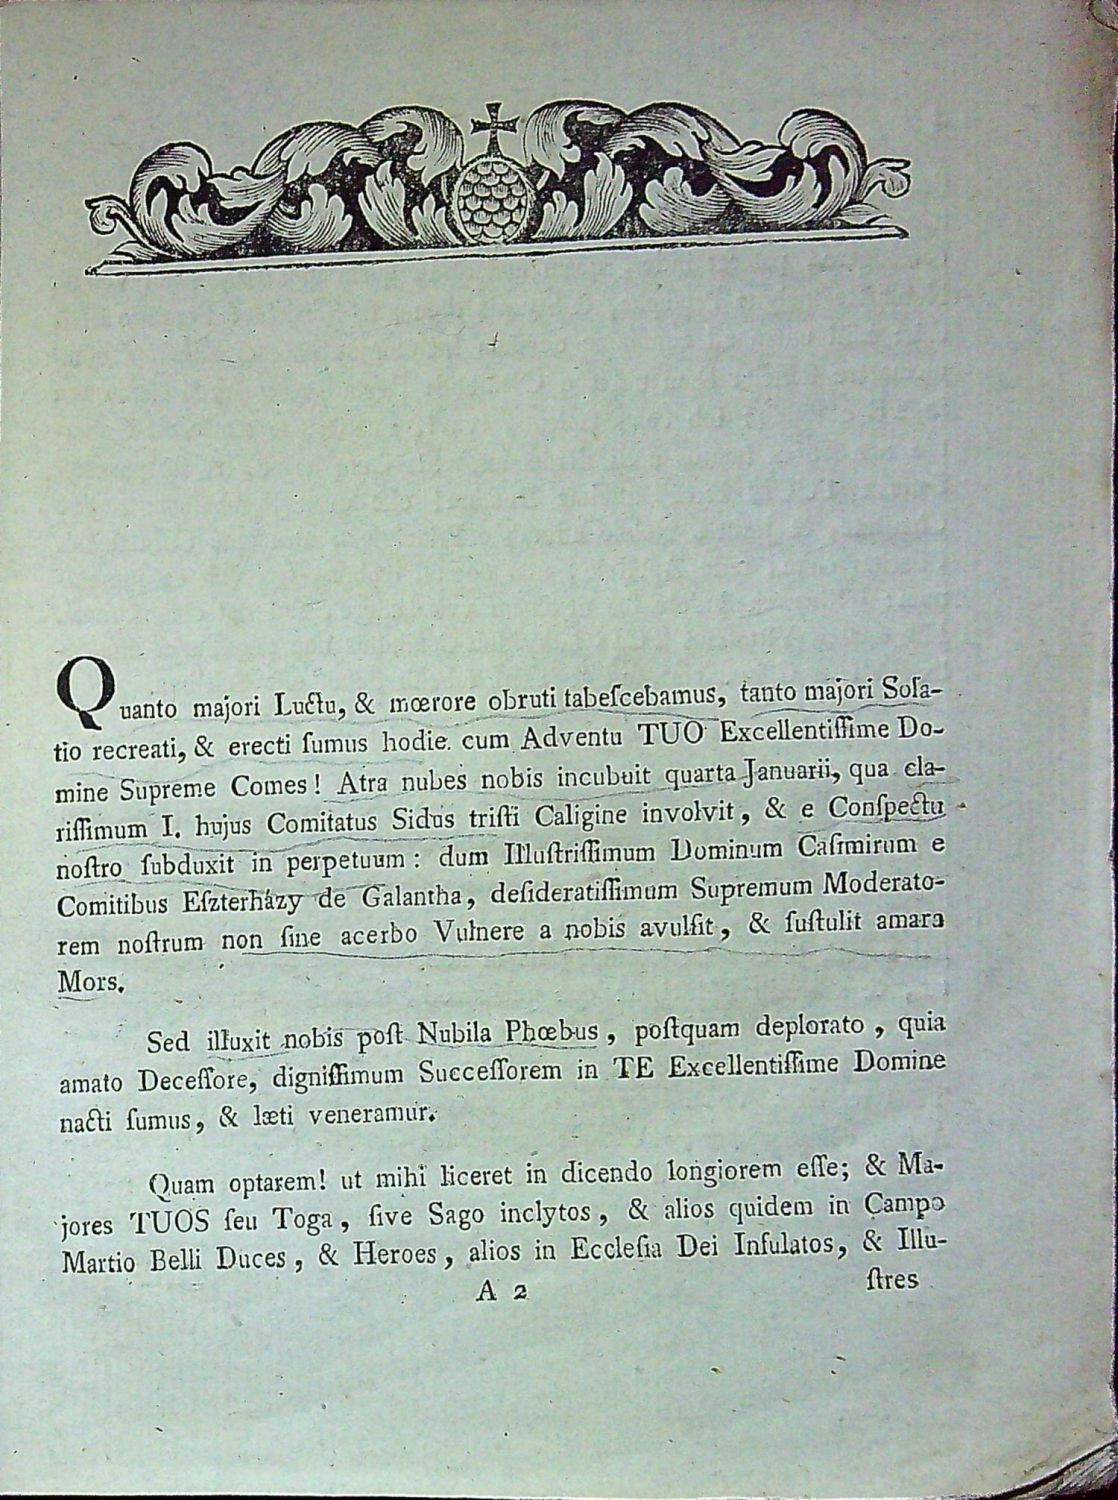 Quanto majori Luctu, & mœrore obruti tabeſcebamus, tanto majori Sola-
tio recreati, & erecti ſumus hodie cum Adventu TUO Excellentiſſime Do-
mine Supreme Comes! Atra nubes nobis incubuit quarta Januarii, qua cla-
riſſimum I. hujus Comitatus Sidus triſti Caligine involvit, & e Conſpectu
noſtro ſubduxit in perpetuum: dum Illuſtriſſimum Dominum Caſimirum e
Comitibus Eſzterházy de Galantha, deſideratiſſimum Supremum Moderato-
rem noſtrum non ſine acerbo Vulnere a nobis avulſit, & ſuſtulit amara
Mors.
Sed illuxit nobis poſt Nubila Phœbus, poſtquam deplorato, quia
amato Deceſſore, digniſſimum Succeſſorem in TE Excellentiſſime Domine
nacti ſumus, & læti veneramur.
Quam optarem! ut mihi liceret in dicendo longiorem eſſe; & Ma-
jores TUOS ſeu Toga, ſive Sago inclytos, & alios quidem in Campo
Martio Belli Duces, & Heroes, alios in Eccleſia Dei Inſulatos, & Illu-
A 2 ſtres